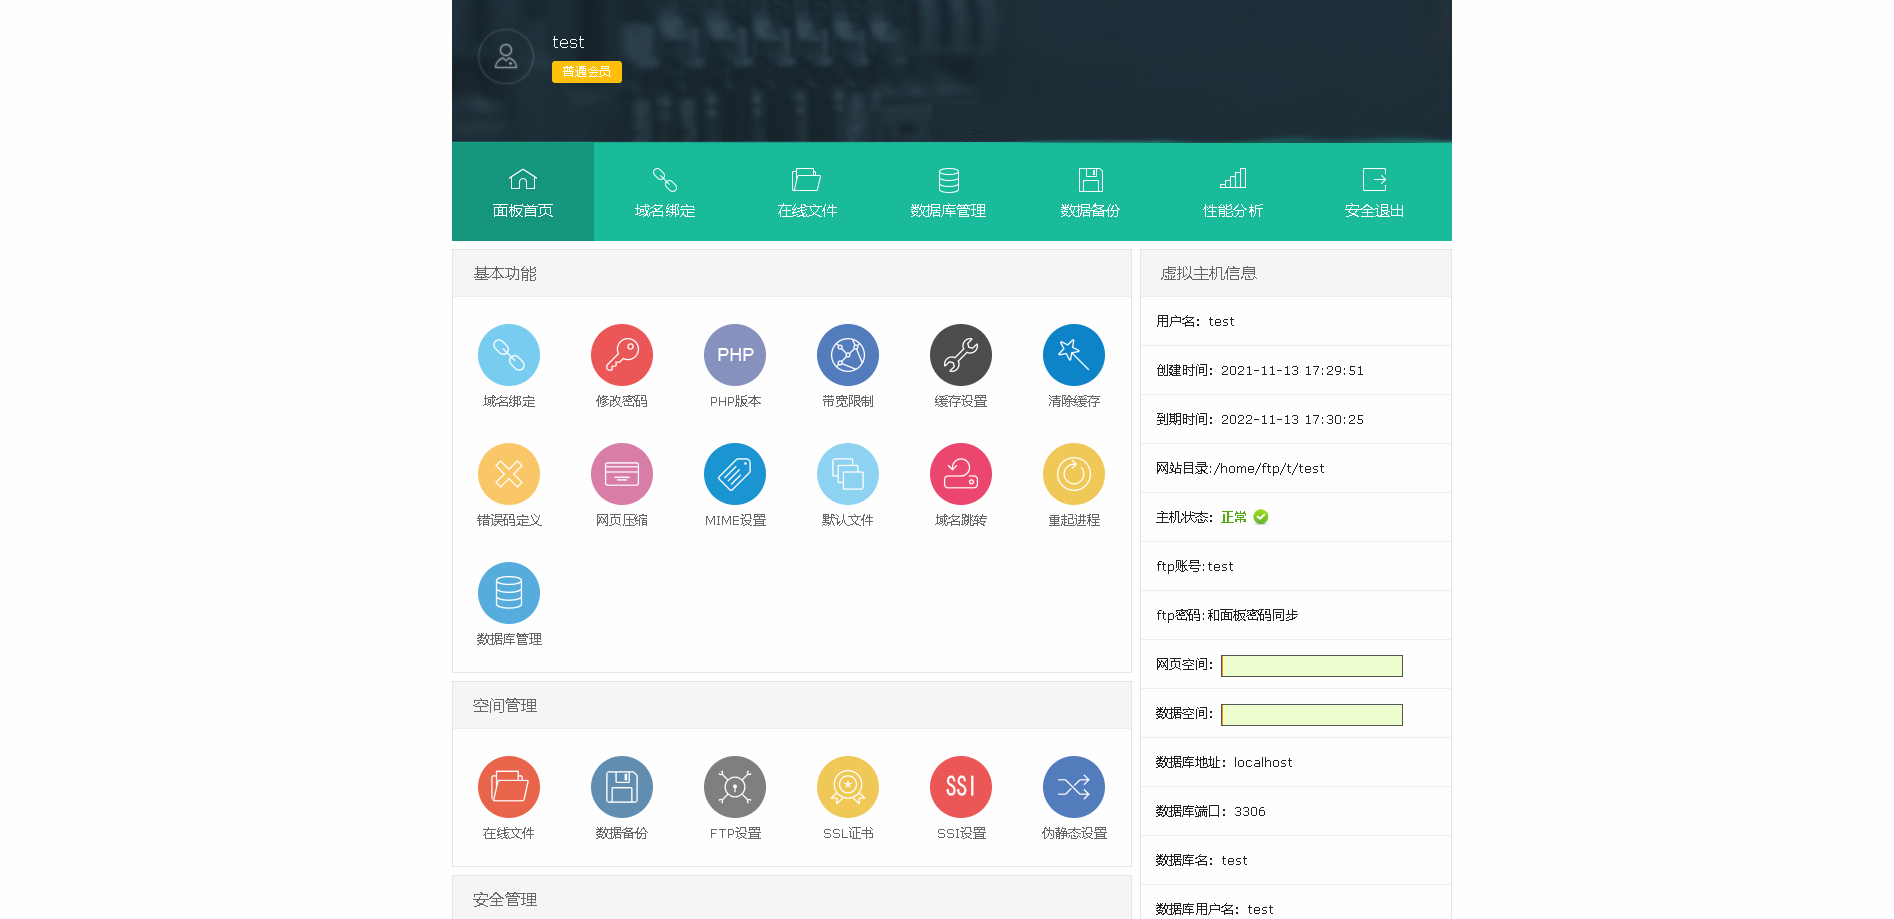 test
普通会员
面板首页
域名绑定
在线文件
数据库管理
数据备份
性能分析
安全退出
基本功能
域名绑定
修改密码
PHP
PHP版本
带宽限制
缓存设置
清除缓存
错误码定义
网页压缩
MIME设置
默认文件
域名跳转
重起进程
数据库管理
空间管理
在线文件
数据备份
FTP设置
SSL证书
SSI
SSI设置
伪静态设置
安全管理
虚拟主机信息
用户名: test
创建时间: 2021-11-13 17:29:51
到期时间: 2022-11-13 17:30:25
网站目录:/home/ftp/t/test
主机状态: 正常
ftp账号:test
ftp密码:和面板密码同步
网页空间:
数据空间:
数据库地址: localhost
数据库端口: 3306
数据库名: test
数据库用户名: test